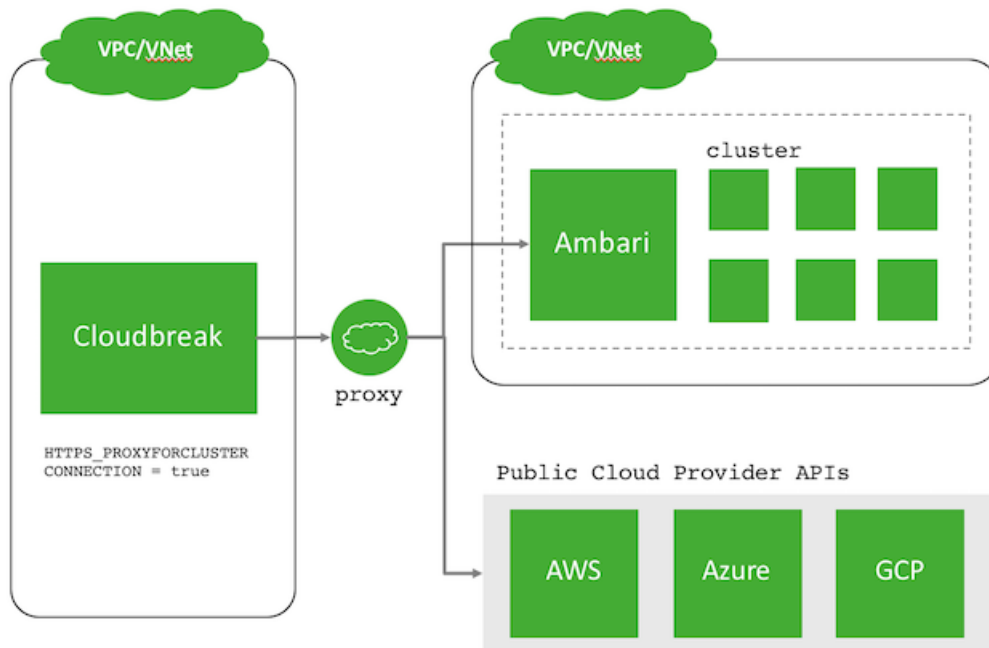 VPC/VNet
VPC/VNet
cluster
Ambari
Cloudbreak
proxy
HTTPS_PROXYFORCLUSTER
CONNECTION = true
Public Cloud Provider APIs
AWS
Azure
GCP